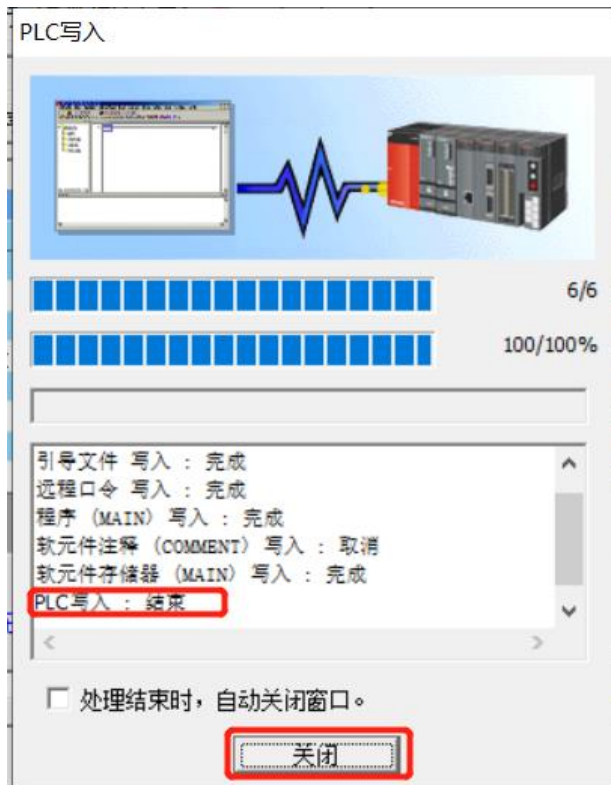 PLC写入
6/6
100/100%
引导文件 写入 : 完成
远程口令 写入 : 完成
程序 (MAIN) 写入 : 完成
软元件注释 (COMMENT) 写入 : 取消
软元件存储器 (MAIN) 写入 : 完成
PLC写入 : 结束
处理结束时，自动关闭窗口。
关闭